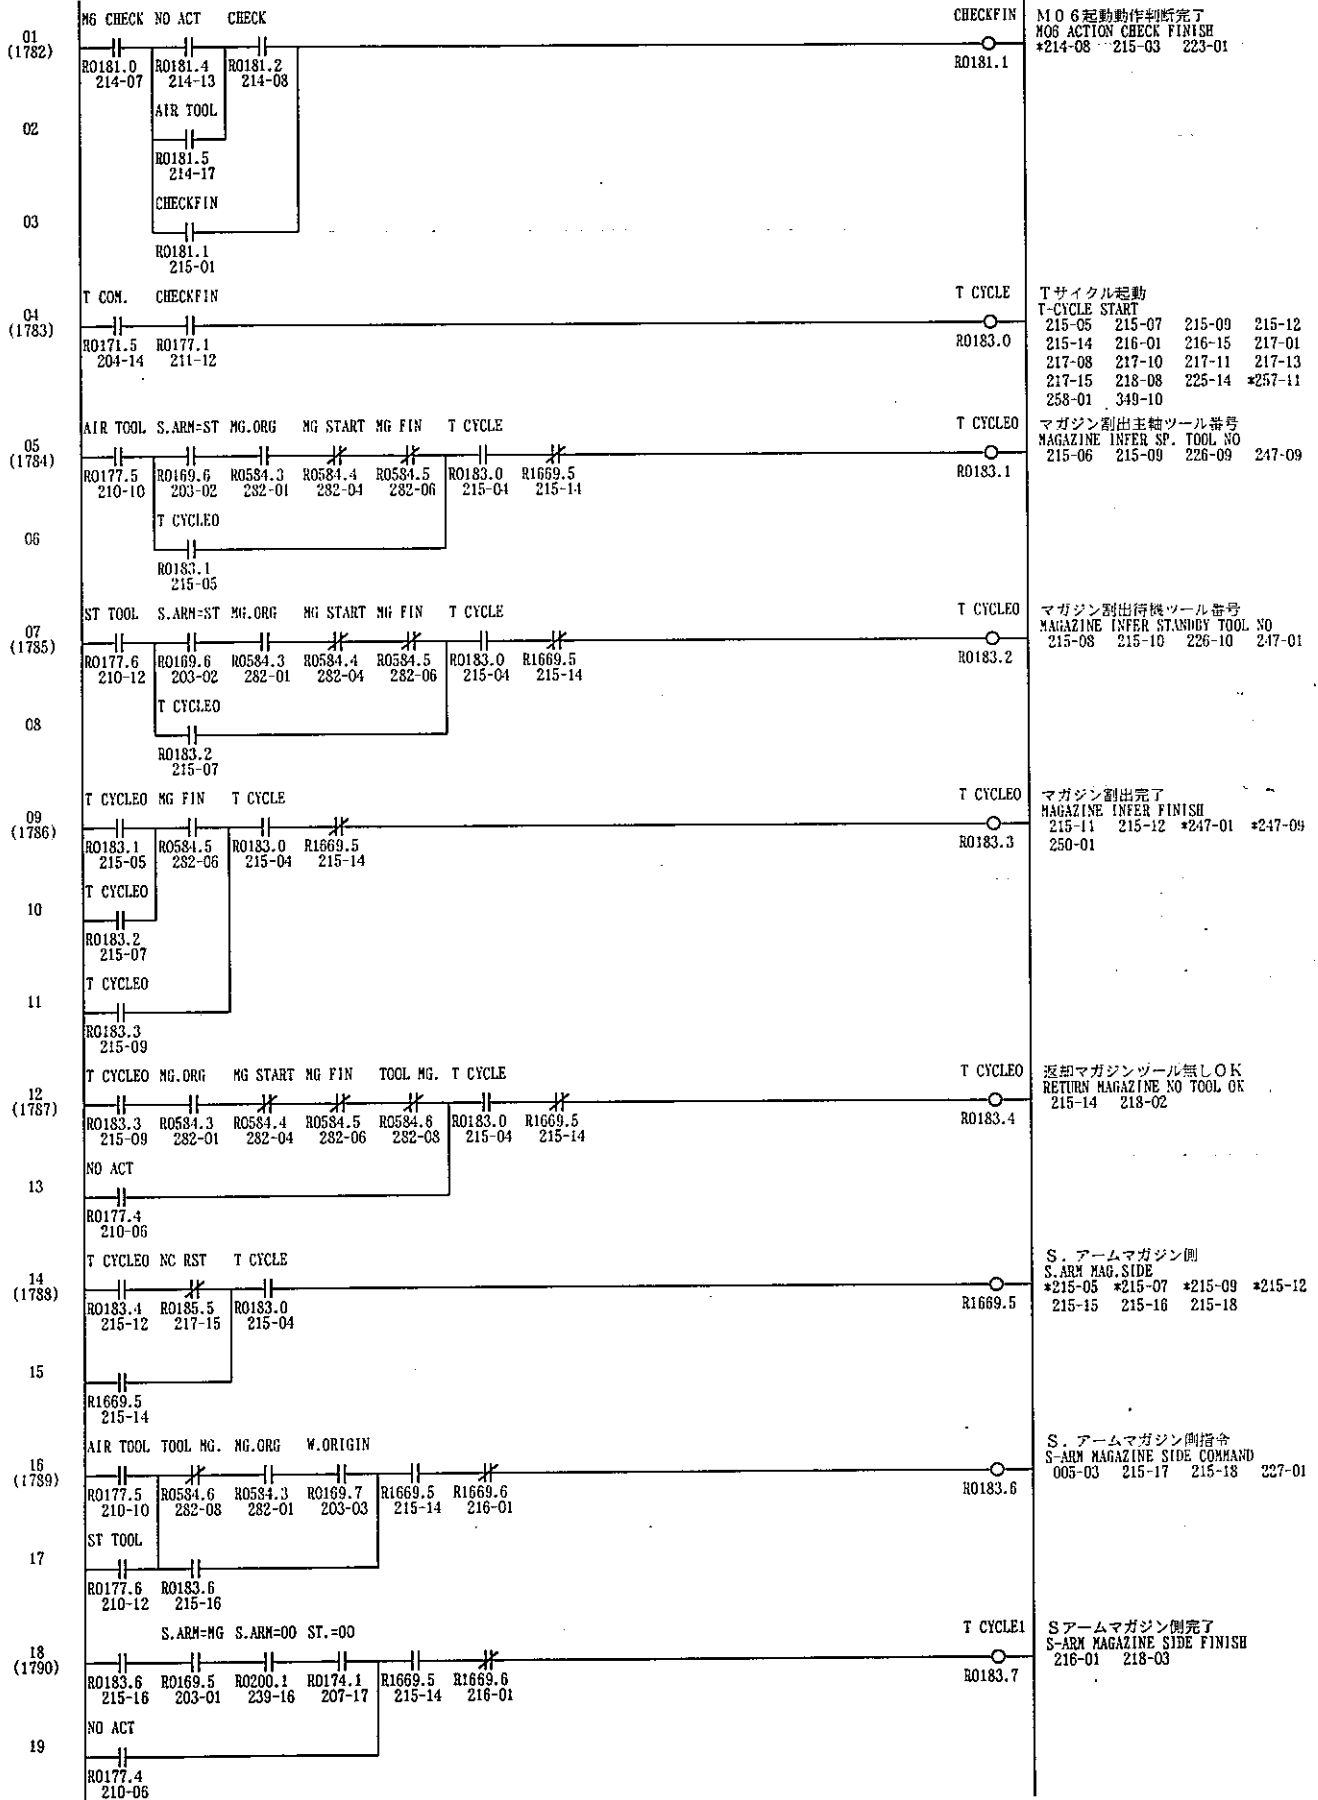 M6 CHECK NO ACT CHECK CHECKFIN M06起動動作判断完了
01 M06 ACTION CHECK FINISH
(1782) *214-08 215-03 223-01
R0181.0 R0181.4 R0181.2 R0181.1
214-07 214-13 214-08
AIR TOOL
02
R0181.5
214-17
CHECKFIN
03
R0181.1
215-01
T COM. CHECKFIN T CYCLE Tサイクル起動
04 T-CYCLE START
(1783) 215-05 215-07 215-09 215-12
R0171.5 R0177.1 R0183.0 215-14 216-01 216-15 217-01
204-14 211-12 217-08 217-10 217-11 217-13
217-15 218-08 225-14 *257-11
258-01 349-10
AIR TOOL S.ARM=ST MG.ORG MG START MG FIN T CYCLE T CYCLE0 マガジン割出主軸ツール番号
05 MAGAZINE INFER SP. TOOL NO
(1784) 215-06 215-09 226-09 247-09
R0177.5 R0169.6 R0584.3 R0584.4 R0584.5 R0183.0 R1669.5 R0183.1
210-10 203-02 282-01 282-04 282-06 215-04 215-14
T CYCLE0
06
R0183.1
215-05
ST TOOL S.ARM=ST MG.ORG MG START MG FIN T CYCLE T CYCLE0 マガジン割出待機ツール番号
07 MAGAZINE INFER STANDBY TOOL NO
(1785) 215-08 215-10 226-10 247-01
R0177.6 R0169.6 R0584.3 R0584.4 R0584.5 R0183.0 R1669.5 R0183.2
210-12 203-02 282-01 282-04 282-06 215-04 215-14
T CYCLE0
08
R0183.2
215-07
T CYCLE0 MG FIN T CYCLE T CYCLE0 マガジン割出完了
09 MAGAZINE INFER FINISH
(1786) 215-11 215-12 *247-01 *247-09
R0183.1 R0584.5 R0183.0 R1669.5 R0183.3 250-01
215-05 282-06 215-04 215-14
T CYCLE0
10
R0183.2
215-07
T CYCLE0
11
R0183.3
215-09
T CYCLE0 MG.ORG MG START MG FIN TOOL MG. T CYCLE T CYCLE0 返却マガジンツール無しOK
12 RETURN MAGAZINE NO TOOL OK
(1787) 215-14 218-02
R0183.3 R0584.3 R0584.4 R0584.5 R0584.6 R0183.0 R1669.5 R0183.4
215-09 282-01 282-04 282-06 282-08 215-04 215-14
NO ACT
13
R0177.4
210-06
T CYCLE0 NC RST T CYCLE S.アームマガジン側
14 S.ARM MAG.SIDE
(1788) *215-05 *215-07 *215-09 *215-12
R0183.4 R0185.5 R0183.0 R1669.5 215-15 215-16 215-18
215-12 217-15 215-04
15
R1669.5
215-14
AIR TOOL TOOL MG. MG.ORG W.ORIGIN S.アームマガジン側指令
16 S-ARM MAGAZINE SIDE COMMAND
(1789) 005-03 215-17 215-18 227-01
R0177.5 R0584.6 R0584.3 R0169.7 R1669.5 R1669.6 R0183.6
210-10 282-08 282-01 203-03 215-14 216-01
ST TOOL
17
R0177.6 R0183.6
210-12 215-16
S.ARM=MG S.ARM=00 ST.=00 T CYCLE1 Sアームマガジン側完了
18 S-ARM MAGAZINE SIDE FINISH
(1790) 216-01 218-03
R0183.6 R0169.5 R0200.1 R0174.1 R1669.5 R1669.6 R0183.7
215-16 203-01 239-16 207-17 215-14 216-01
NO ACT
19
R0177.4
210-06